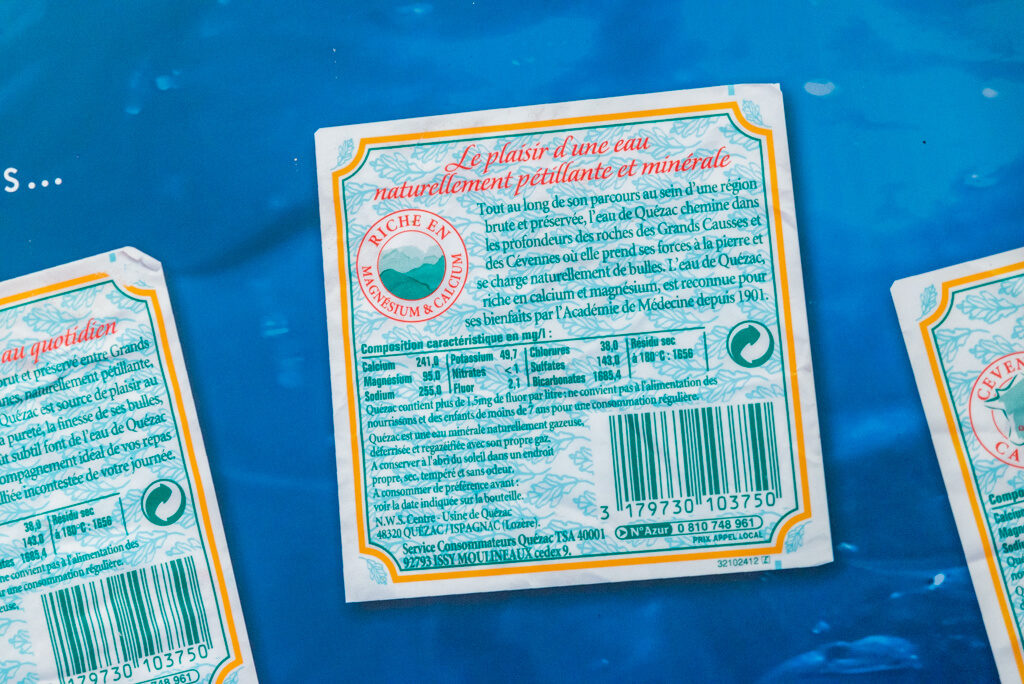 s...
Le plaisir d'une eau
naturellement pétillante et minérale
RICHE EN
MAGNÉSIUM & CALCIUM
Tout au long de son parcours au sein d'une région
brute et préservée, l'eau de Quézac chemine dans
les profondeurs des roches des Grands Causses et
des Cévennes où elle prend ses forces à la pierre et
se charge naturellement de bulles. L'eau de Quézac,
riche en calcium et magnésium, est reconnue pour
ses bienfaits par l'Académie de Médecine depuis 1901.
Composition caractéristique en mg/l :
Calcium 241,0 Potassium 49,7 Chlorures 38,0 Résidu sec
Magnésium 95,0 Nitrates < 1 Sulfates 143,0 à 180°C : 1656
Sodium 255,0 Fluor 2,1 Bicarbonates 1685,4
Quézac contient plus de 1,5mg de fluor par litre : ne convient pas à l'alimentation des
nourrissons et des enfants de moins de 7 ans pour une consommation régulière.
Quézac est une eau minérale naturellement gazeuse,
déferrisée et regazéifiée avec son propre gaz.
A conserver à l'abri du soleil dans un endroit
propre, sec, tempéré et sans odeur.
A consommer de préférence avant :
voir la date indiquée sur la bouteille.
N.W.S. Centre - Usine de Quézac
48320 QUÉZAC / ISPAGNAC (Lozère).
Service Consommateurs Quézac TSA 40001
92793 ISSY MOULINEAUX cedex 9.
3 179730 103750
N°Azur 0 810 748 961
PRIX APPEL LOCAL
32102412
au quotidien
brut et préservé entre Grands
nes, naturellement pétillante,
Quézac est source de plaisir au
a pureté, la finesse de ses bulles,
ût subtil font de l'eau de Quézac
ompagnement idéal de vos repas
lliée incontestée de votre journée.
38,0 Résidu sec
143,0 à 180°C : 1656
1685,4
ne convient pas à l'alimentation des
r une consommation régulière.
euse,
179730 103750
748 961
CEVEN
CA
Compo
Calcium
Magn
Sodiu